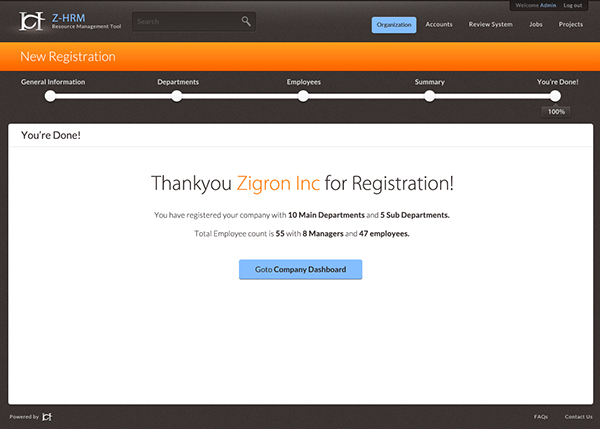 Welcome Admin Log out
Z-HRM
Resource Management Tool
Search
Organization Accounts Review System Jobs Projects
New Registration
General Information Departments Employees Summary You're Done!
100%
You're Done!
Thankyou Zigron Inc for Registration!
You have registered your company with 10 Main Departments and 5 Sub Departments.
Total Employee count is 55 with 8 Managers and 47 employees.
Goto Company Dashboard
Powered by
FAQs Contact Us